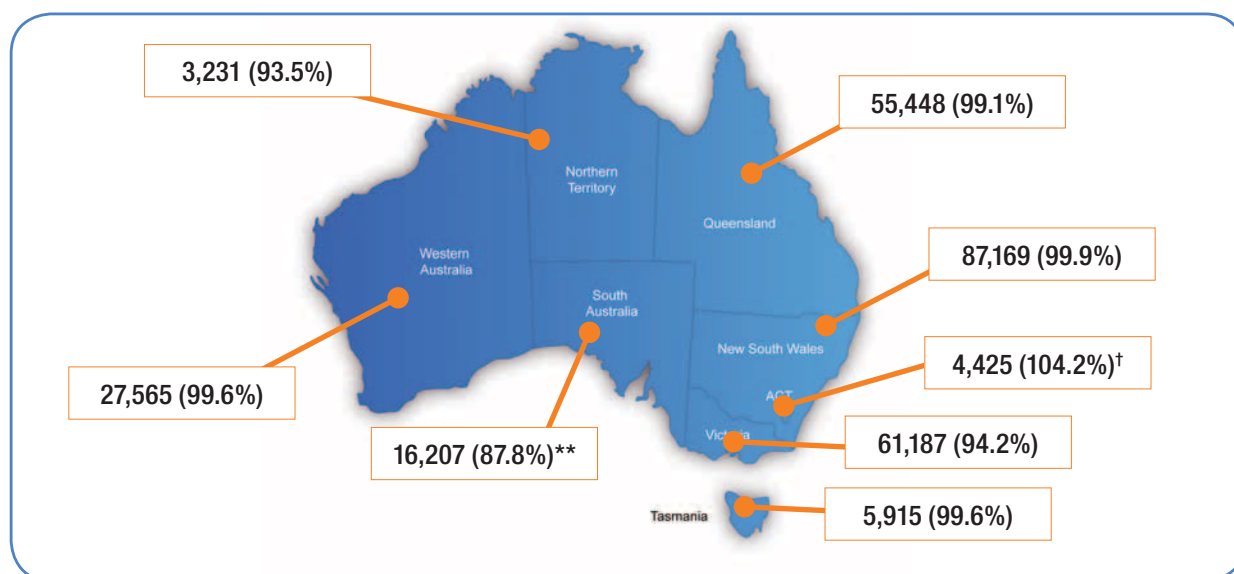 3,231 (93.5%)
55,448 (99.1%)
Northern
Territory
Queensland
Western
Australia
87,169 (99.9%)
South
Australia
New South Wales
4,425 (104.2%)†
ACT
27,565 (99.6%)
16,207 (87.8%)**
Victoria
61,187 (94.2%)
Tasmania
5,915 (99.6%)